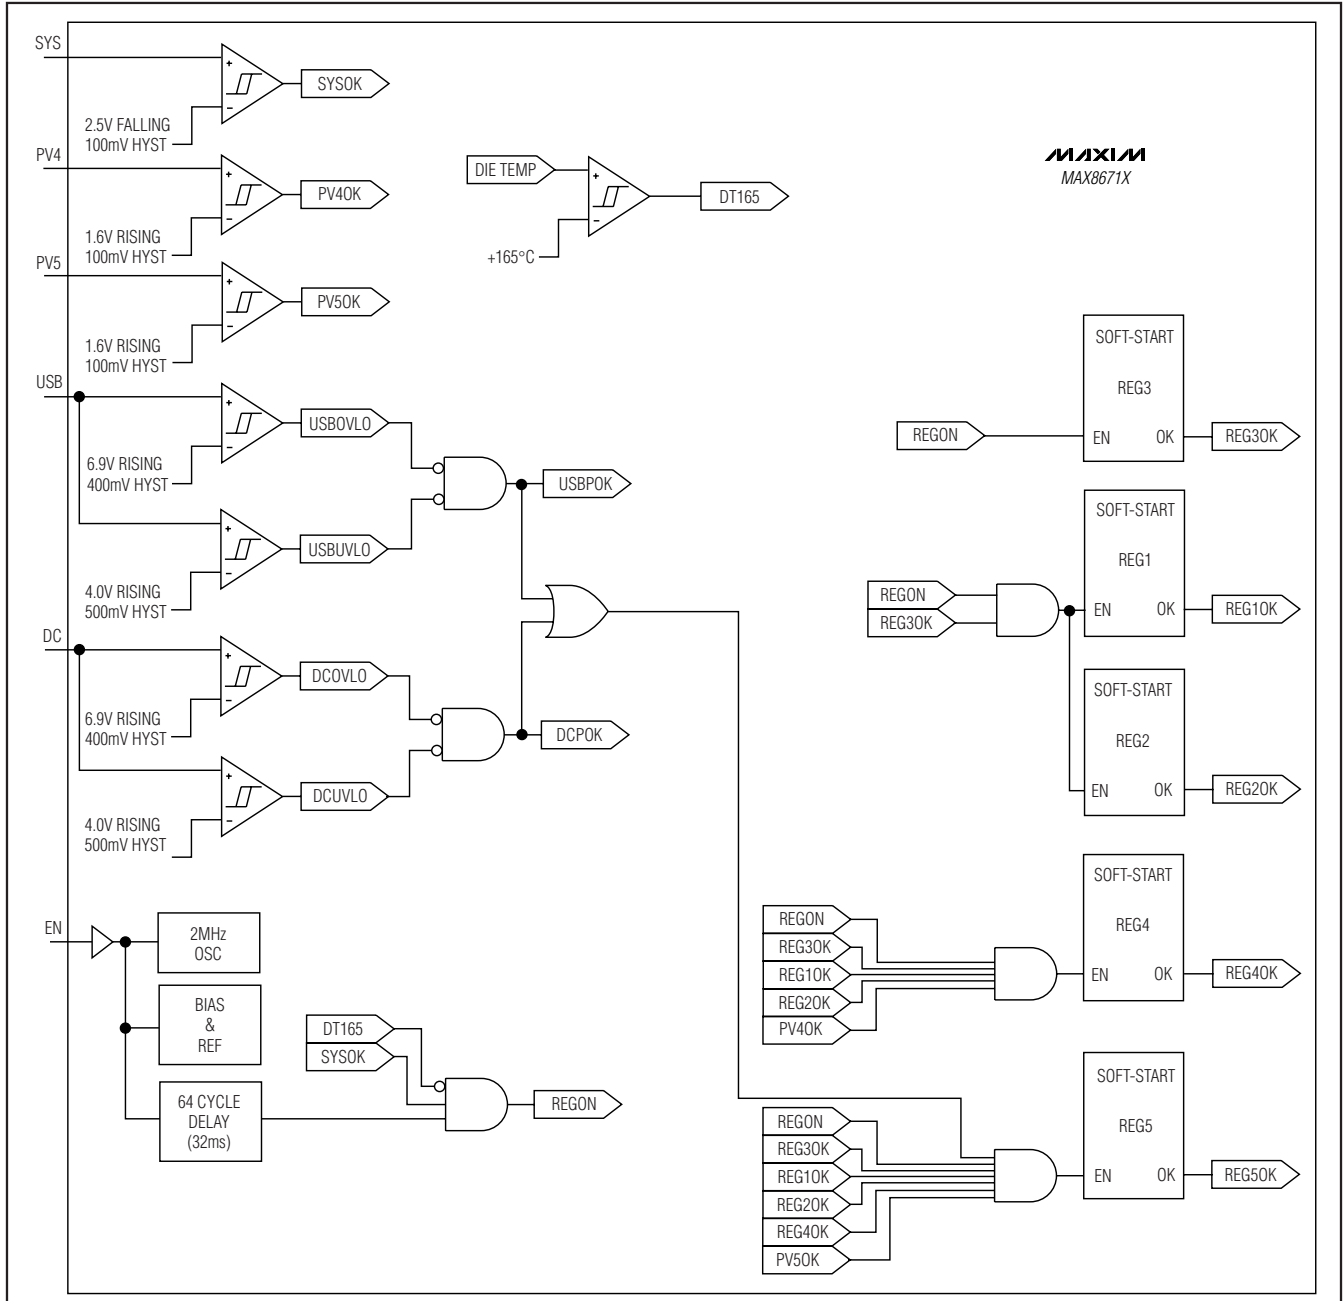 SYS
+
-
SYSOK
2.5V FALLING
100mV HYST
PV4
+
-
PV4OK
1.6V RISING
100mV HYST
PV5
+
-
PV5OK
1.6V RISING
100mV HYST
DIE TEMP
+
-
+165°C
DT165
MAXIM
MAX8671X
USB
+
-
USBOVLO
6.9V RISING
400mV HYST
+
-
USBUVLO
4.0V RISING
500mV HYST
USBPOK
DC
+
-
DCOVLO
6.9V RISING
400mV HYST
+
-
DCUVLO
4.0V RISING
500mV HYST
DCPOK
EN
2MHz
OSC
BIAS
&
REF
64 CYCLE
DELAY
(32ms)
DT165
SYSOK
REGON
REGON
SOFT-START
REG3
EN
OK
REG3OK
REGON
REG3OK
SOFT-START
REG1
EN
OK
REG1OK
SOFT-START
REG2
EN
OK
REG2OK
REGON
REG3OK
REG1OK
REG2OK
PV4OK
SOFT-START
REG4
EN
OK
REG4OK
REGON
REG3OK
REG1OK
REG2OK
REG4OK
PV5OK
SOFT-START
REG5
EN
OK
REG5OK